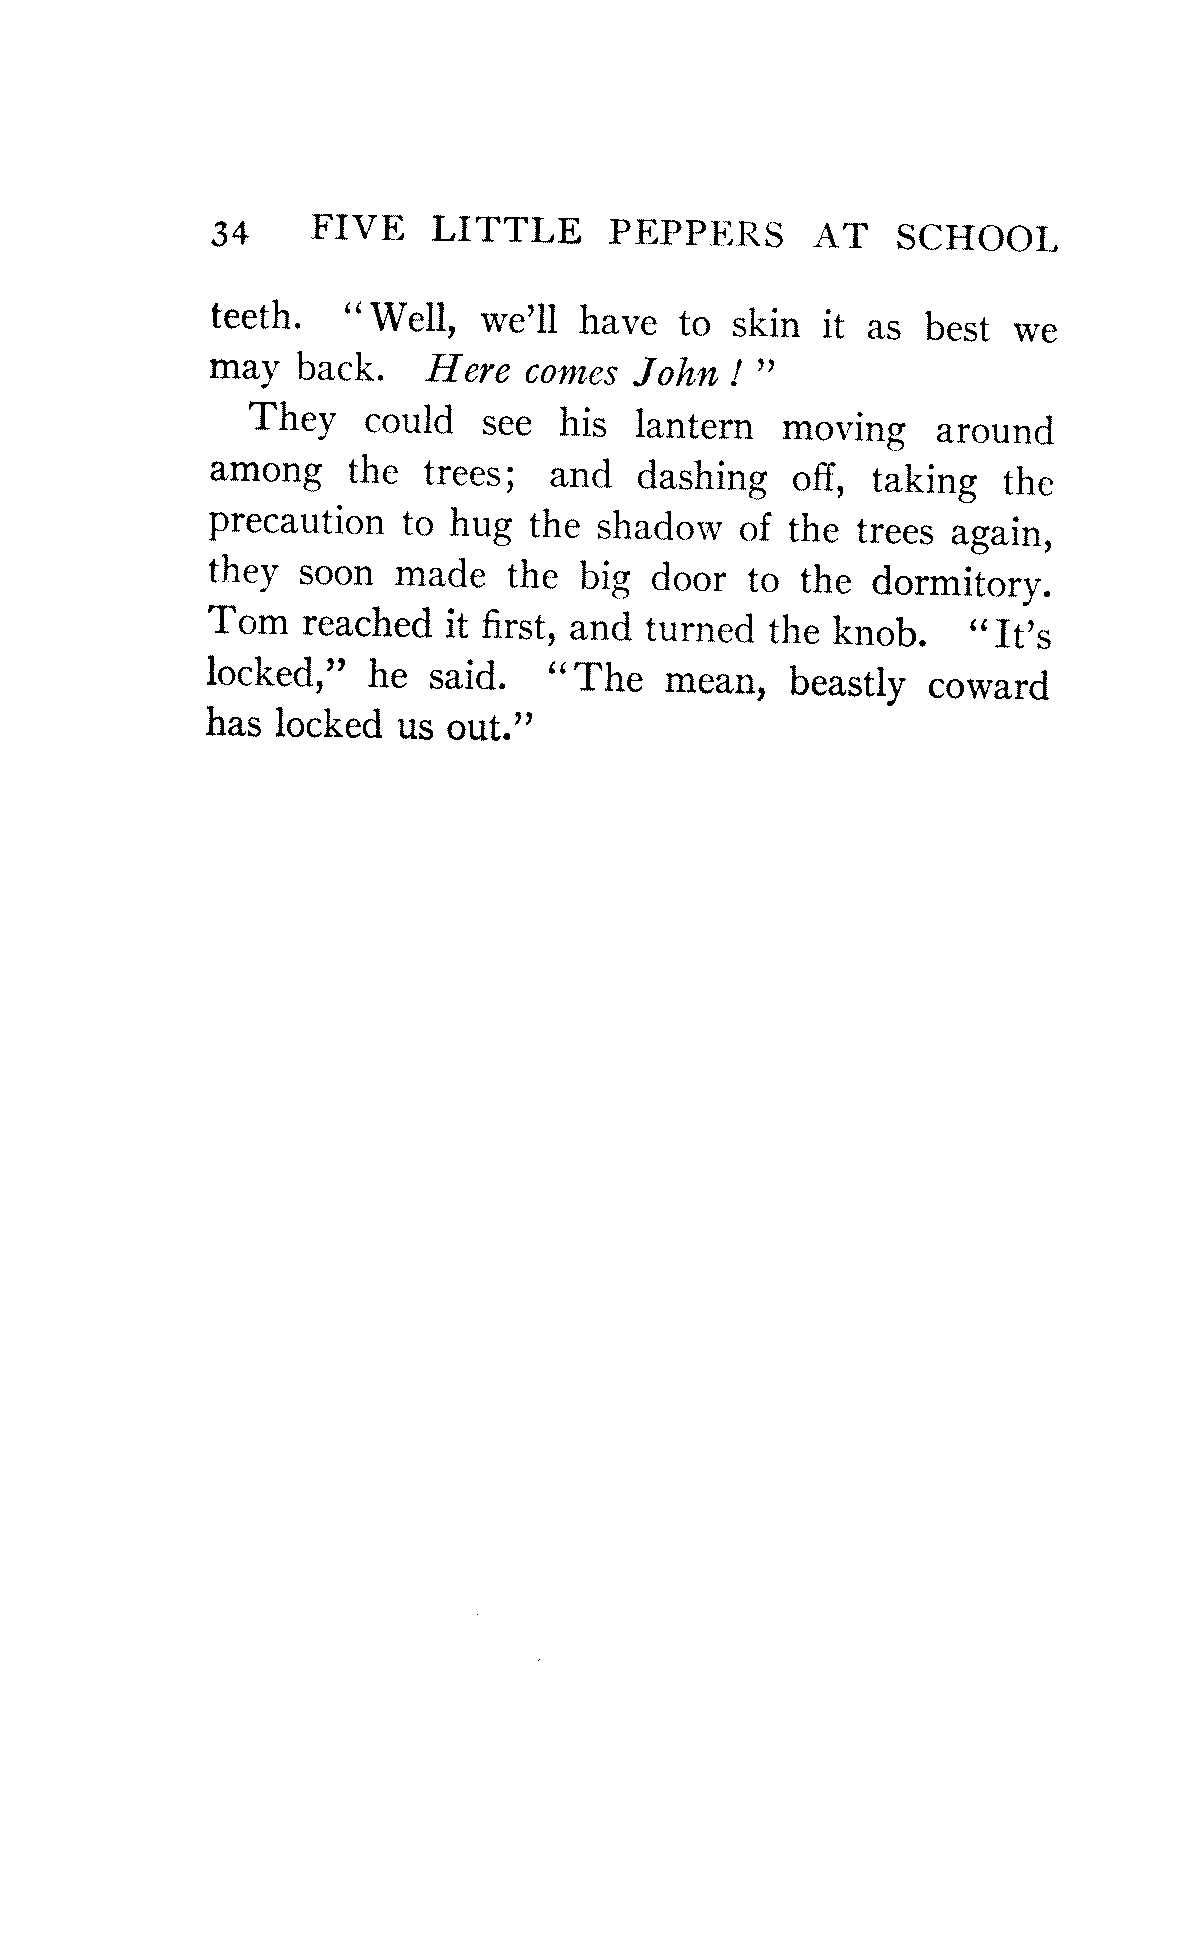 34 FIVE LITTLE PEPPERS AT SCHOOL
teeth. "Well, we'll have to skin it as best we
may back. Here comes John ! "
They could see his lantern moving around
among the trees; and dashing off, taking the
precaution to hug the shadow of the trees again,
they soon made the big door to the dormitory.
Tom reached it first, and turned the knob. "It's
locked," he said. "The mean, beastly coward
has locked us out."